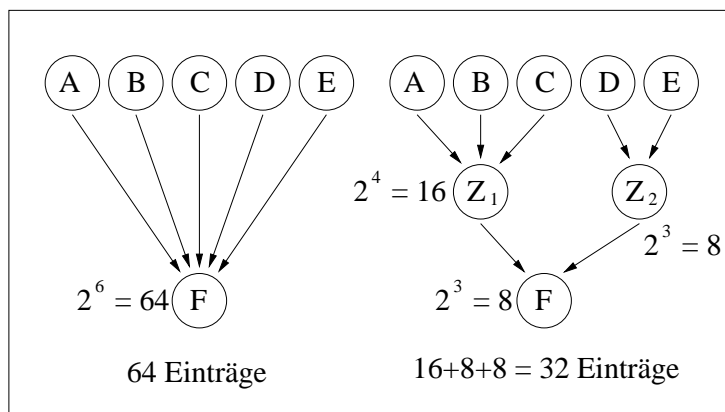 A B C D E
2^6 = 64 F
64 Einträge
A B C D E
2^4 = 16 Z₁ Z₂
2^3 = 8
2^3 = 8 F
16+8+8 = 32 Einträge